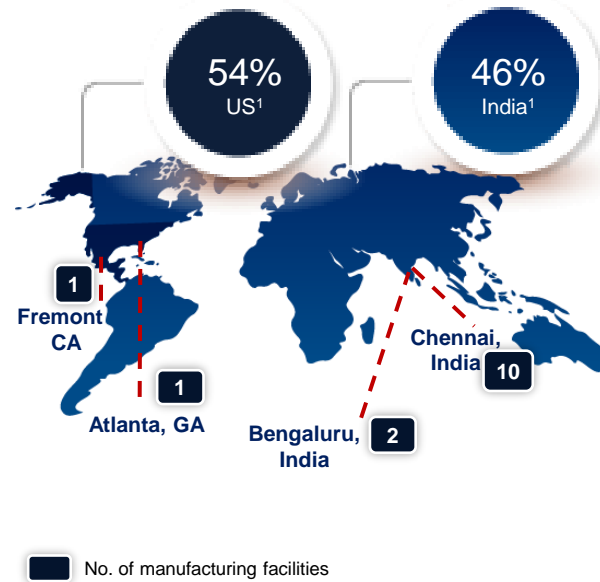 54%
US¹
46%
India¹
1
Fremont
CA
1
Atlanta, GA
Chennai,
India
10
Bengaluru,
India
2
No. of manufacturing facilities